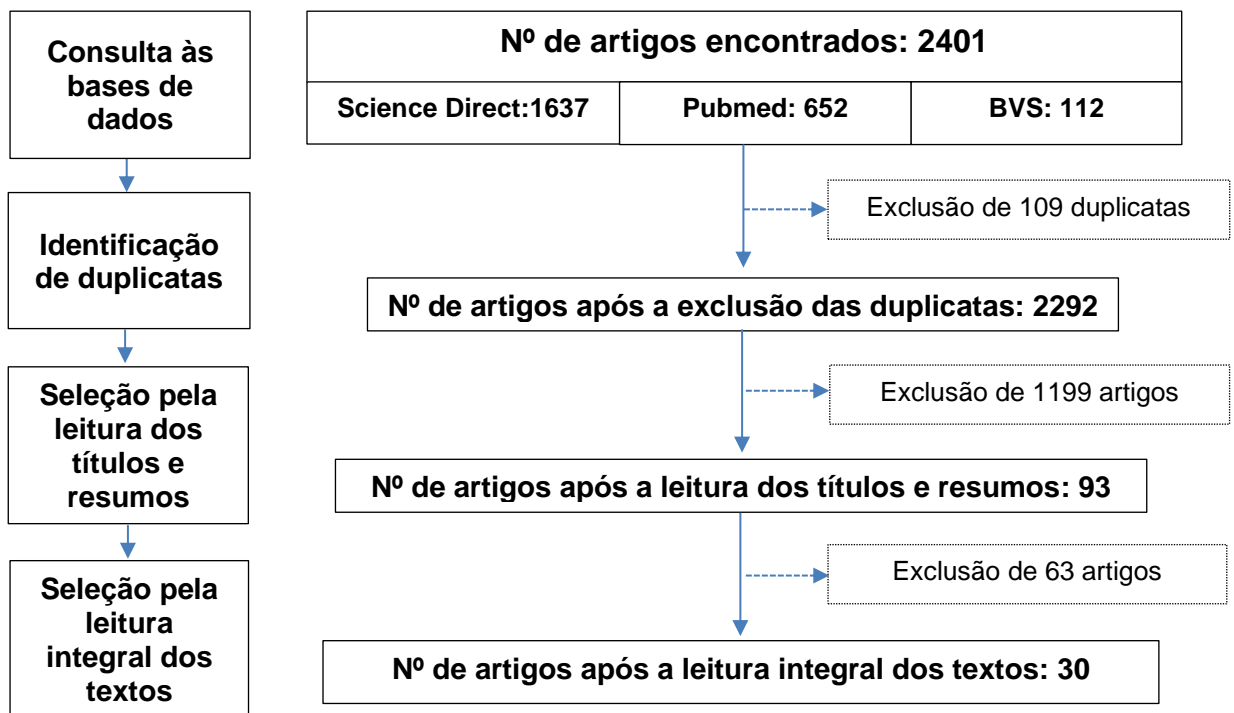 Consulta às
bases de
dados
Nº de artigos encontrados: 2401
Science Direct:1637
Pubmed: 652
BVS: 112
Exclusão de 109 duplicatas
Identificação
de duplicatas
Nº de artigos após a exclusão das duplicatas: 2292
Seleção pela
leitura dos
títulos e
resumos
Exclusão de 1199 artigos
Nº de artigos após a leitura dos títulos e resumos: 93
Seleção pela
leitura
integral dos
textos
Exclusão de 63 artigos
Nº de artigos após a leitura integral dos textos: 30